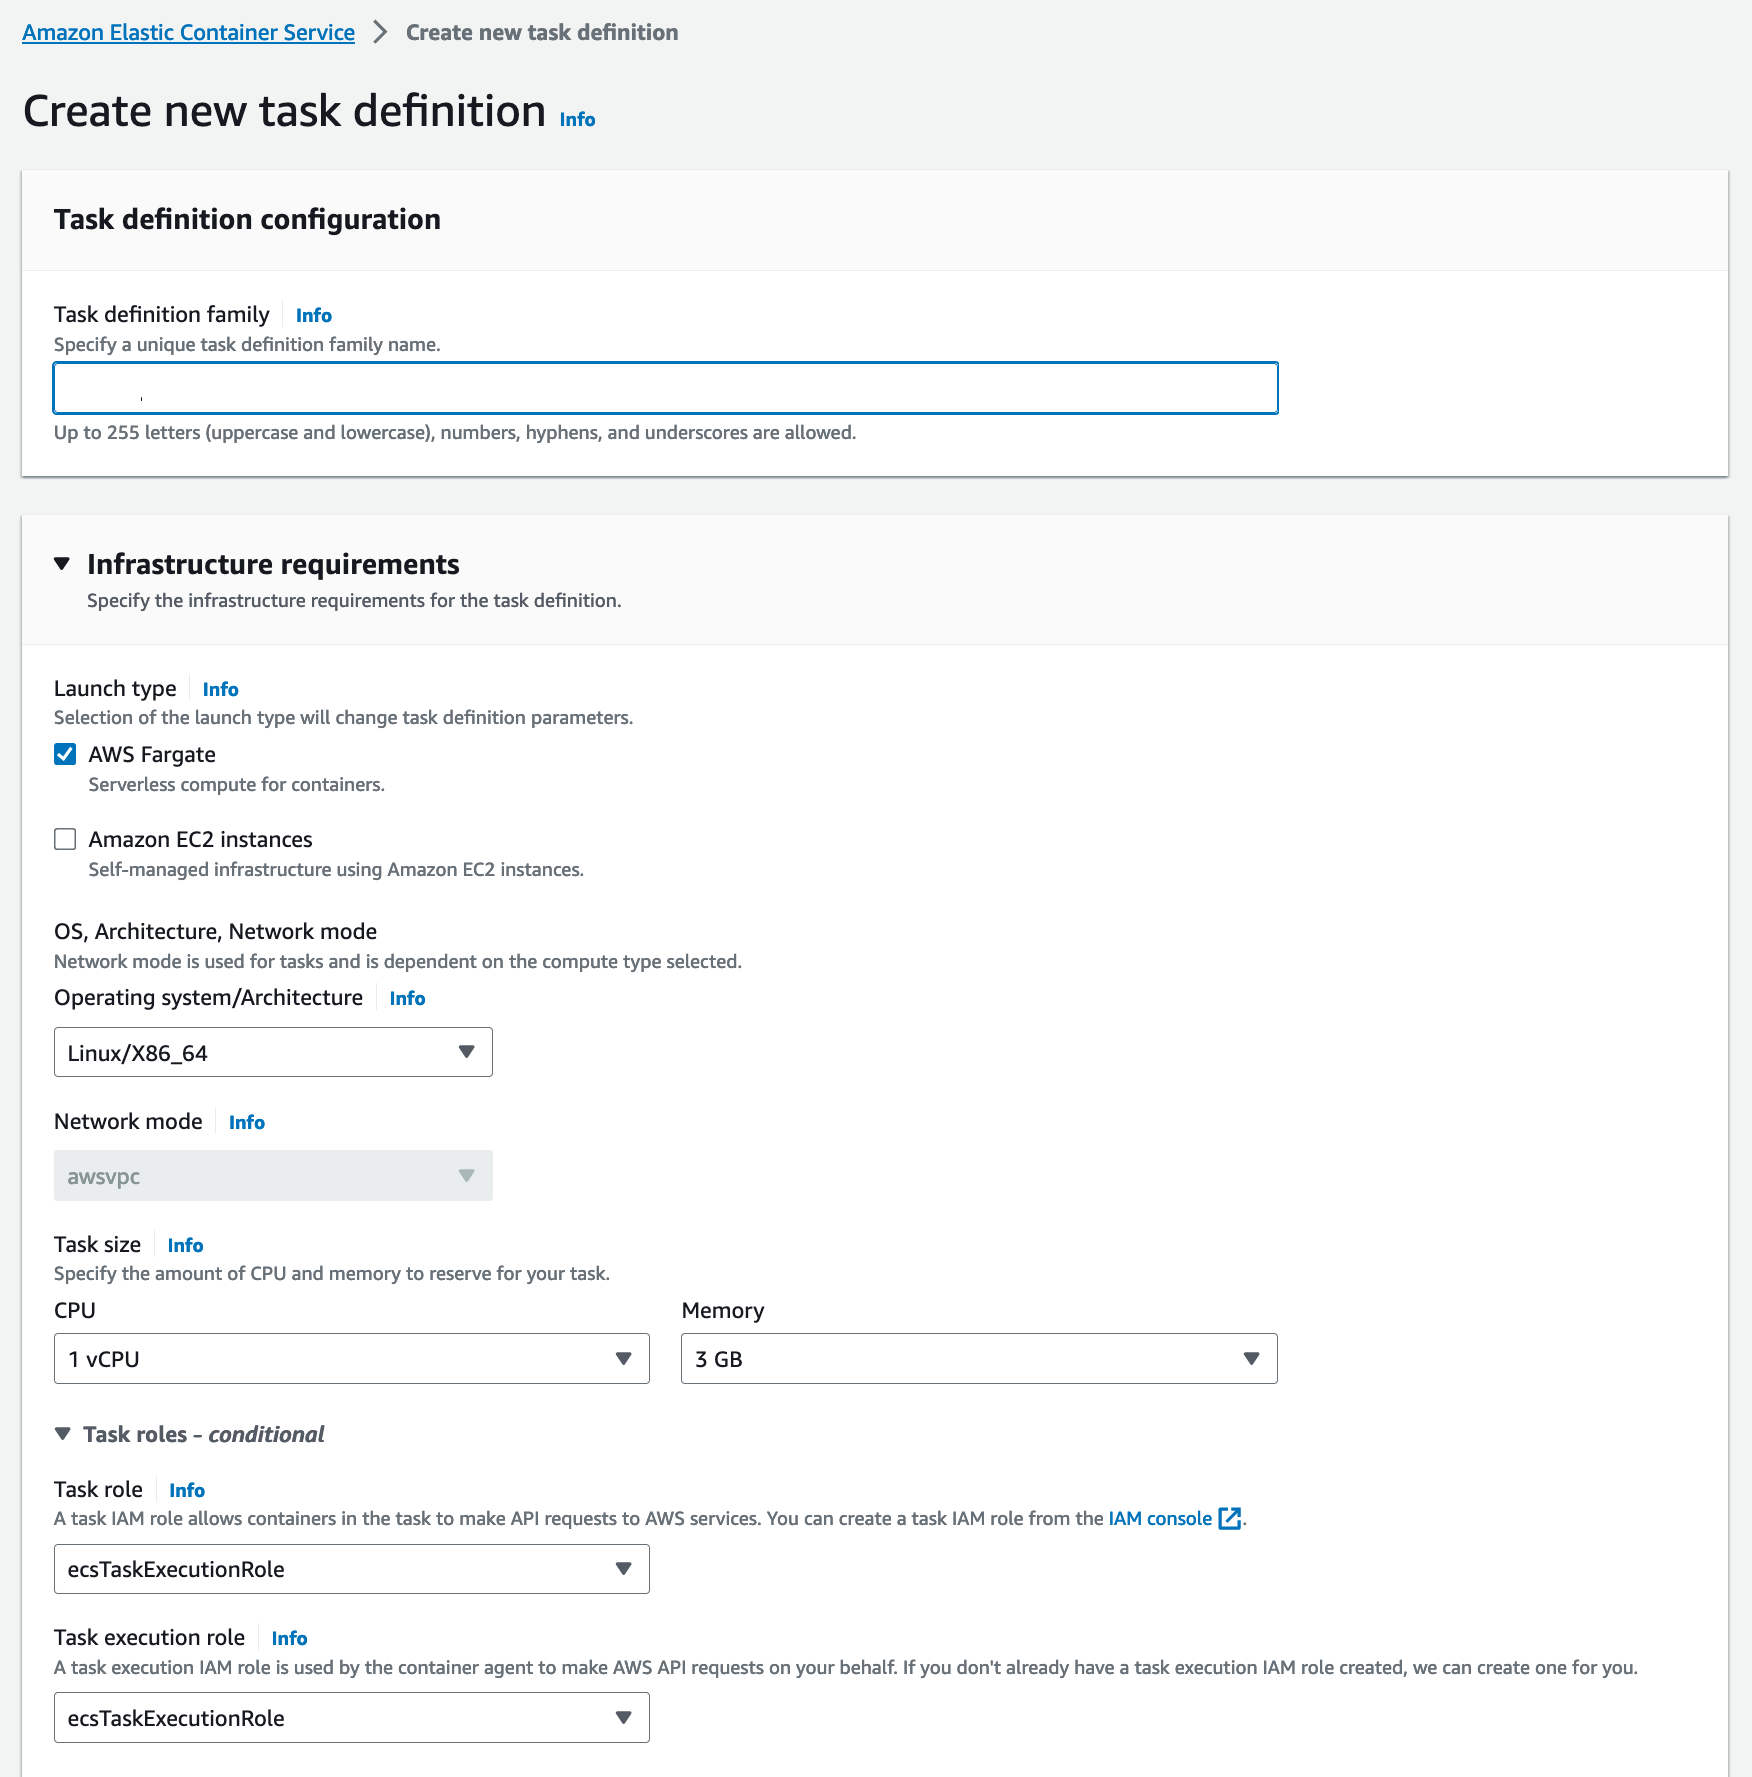 Amazon Elastic Container Service > Create new task definition
Create new task definition Info
Task definition configuration
Task definition family Info
Specify a unique task definition family name.
Up to 255 letters (uppercase and lowercase), numbers, hyphens, and underscores are allowed.
Infrastructure requirements
Specify the infrastructure requirements for the task definition.
Launch type Info
Selection of the launch type will change task definition parameters.
AWS Fargate
Serverless compute for containers.
Amazon EC2 instances
Self-managed infrastructure using Amazon EC2 instances.
OS, Architecture, Network mode
Network mode is used for tasks and is dependent on the compute type selected.
Operating system/Architecture Info
Linux/X86_64
Network mode Info
awsvpc
Task size Info
Specify the amount of CPU and memory to reserve for your task.
CPU Memory
1 vCPU 3 GB
Task roles - conditional
Task role Info
A task IAM role allows containers in the task to make API requests to AWS services. You can create a task IAM role from the IAM console.
ecsTaskExecutionRole
Task execution role Info
A task execution IAM role is used by the container agent to make AWS API requests on your behalf. If you don't already have a task execution IAM role created, we can create one for you.
ecsTaskExecutionRole